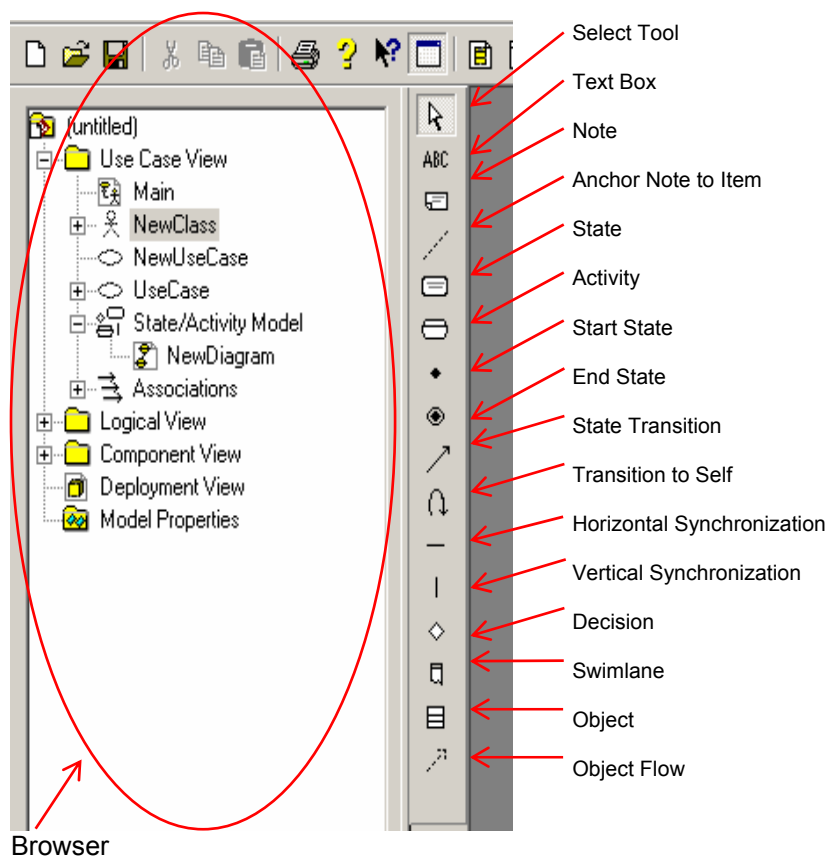 (untitled)
Use Case View
Main
NewClass
NewUseCase
UseCase
State/Activity Model
NewDiagram
Associations
Logical View
Component View
Deployment View
Model Properties
ABC
Select Tool
Text Box
Note
Anchor Note to Item
State
Activity
Start State
End State
State Transition
Transition to Self
Horizontal Synchronization
Vertical Synchronization
Decision
Swimlane
Object
Object Flow
Browser